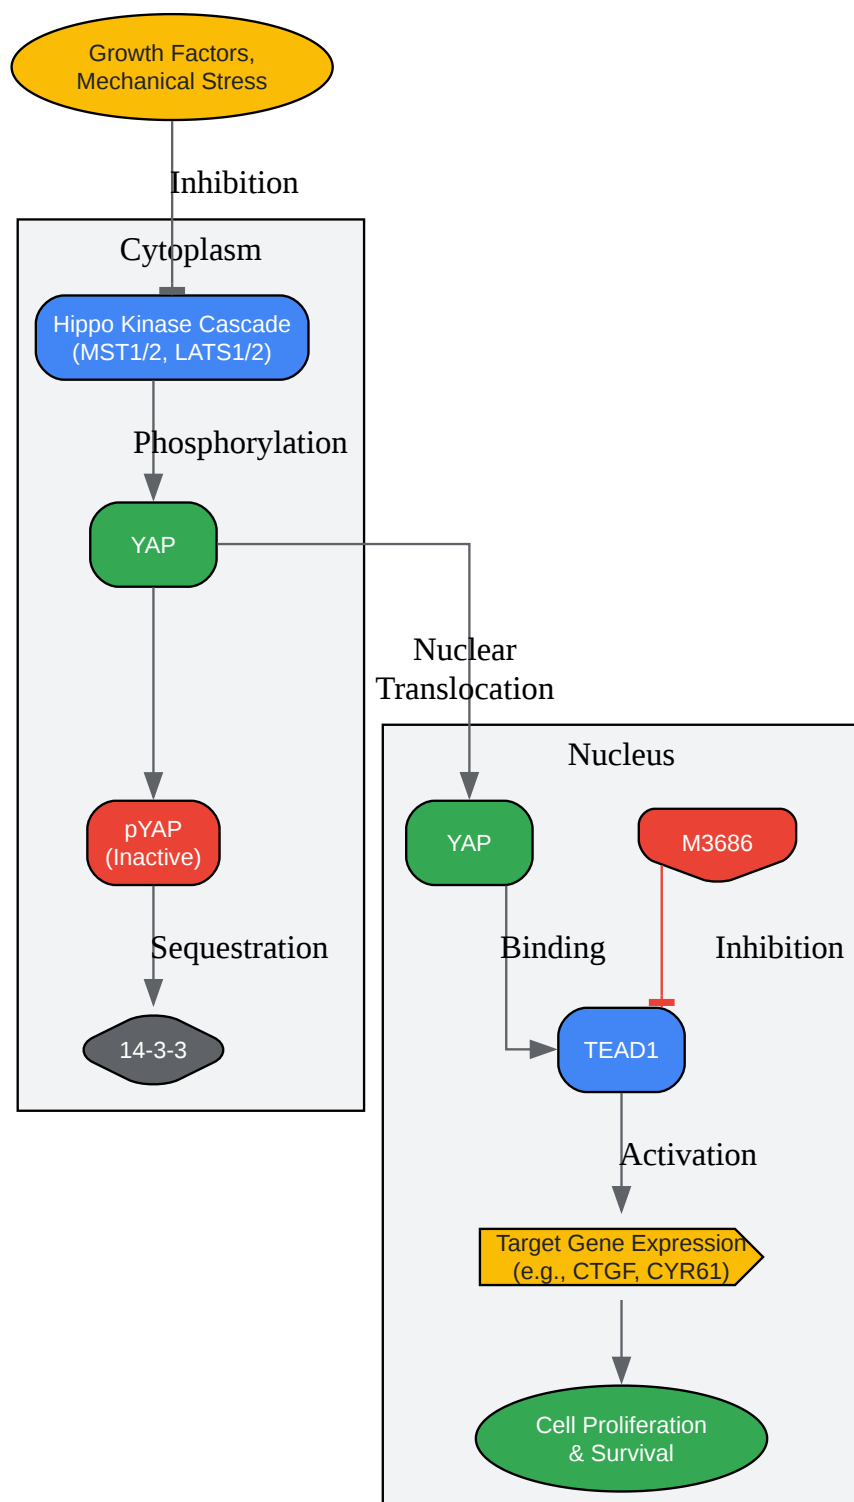 Growth Factors,
Mechanical Stress
Inhibition
Cytoplasm
Hippo Kinase Cascade
(MST1/2, LATS1/2)
Phosphorylation
YAP
Nuclear
Translocation
Nucleus
pYAP
(Inactive)
YAP
M3686
Sequestration
Binding
Inhibition
14-3-3
TEAD1
Activation
Target Gene Expression
(e.g., CTGF, CYR61)
Cell Proliferation
& Survival